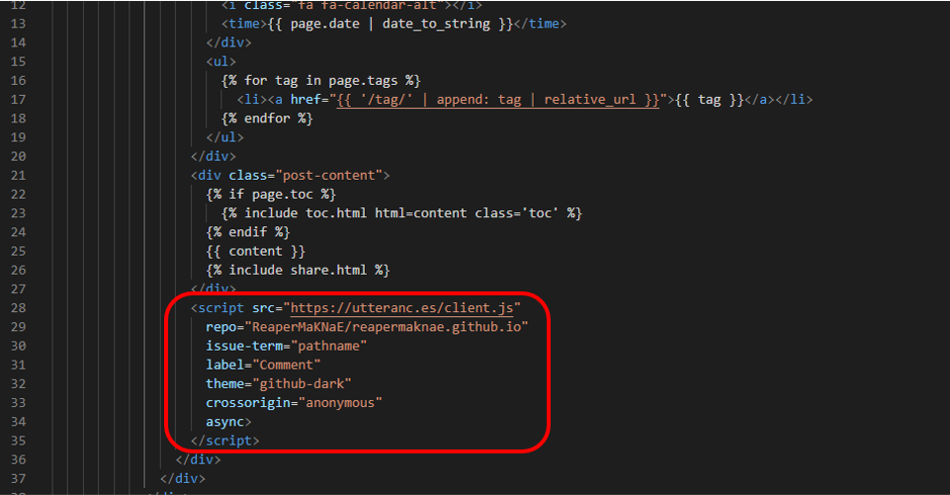 12 <i class="fa fa-calendar-alt"></i>
13 <time>{{ page.date | date_to_string }}</time>
14 </div>
15 <ul>
16 {% for tag in page.tags %}
17 <li><a href="{{ '/tag/' | append: tag | relative_url }}">{{ tag }}</a></li>
18 {% endfor %}
19 </ul>
20 </div>
21 <div class="post-content">
22 {% if page.toc %}
23 {% include toc.html html=content class='toc' %}
24 {% endif %}
25 {{ content }}
26 {% include share.html %}
27 </div>
28 <script src="https://utteranc.es/client.js"
29 repo="ReaperMaKNaE/reapermaknae.github.io"
30 issue-term="pathname"
31 label="Comment"
32 theme="github-dark"
33 crossorigin="anonymous"
34 async>
35 </script>
36 </div>
37 </div>
38 </div>